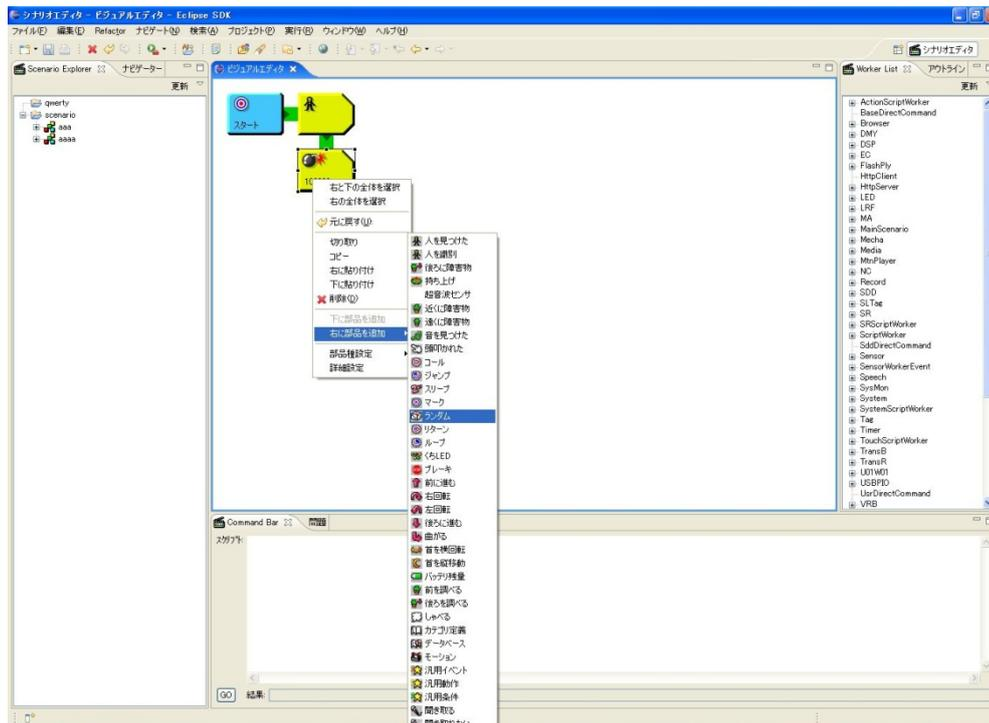 シナリオエディタ - ビジュアルエディタ - Eclipse SDK
ファイル(F) 編集(E) Refactor ナビゲート(N) 検索(A) プロジェクト(P) 実行(R) ウィンドウ(W) ヘルプ(H)
シナリオエディタ
Scenario Explorer
ナビゲーター
更新
qwerty
scenario
aaa
aaaa
ビジュアルエディタ
スタート
右と下の全体を選択
右の全体を選択
元に戻す(U)
切り取り
コピー
右に貼り付け
下に貼り付け
削除(D)
下に部品を追加
右に部品を追加
部品種設定
詳細設定
人を見つけた
人を識別
後ろに障害物
持ち上げ
超音波センサ
近くに障害物
遠くに障害物
音を見つけた
頭叩かれた
コール
ジャンプ
スリープ
マーク
ランダム
リターン
ループ
くちLED
ブレーキ
前に進む
右回転
左回転
後ろに進む
曲がる
首を横回転
首を縦移動
バッテリ残量
前を調べる
後ろを調べる
しゃべる
カテゴリ定義
データベース
モーション
汎用イベント
汎用動作
汎用条件
聞き取る
Worker List
アウトライン
更新
ActionScriptWorker
BaseDirectCommand
Browser
DMY
DSP
EC
FlashPly
HttpClient
HttpServer
LED
LRF
MA
MainScenario
Mecha
Media
MtnPlayer
NC
Record
SDD
SLTag
SR
SRScriptWorker
ScriptWorker
SddDirectCommand
Sensor
SensorWorkerEvent
Speech
SysMon
System
SystemScriptWorker
Tag
Timer
TouchScriptWorker
TransB
TransR
U01W01
USBPIO
UsrDirectCommand
VRB
Command Bar
問題
スクリプト:
GO
結果: